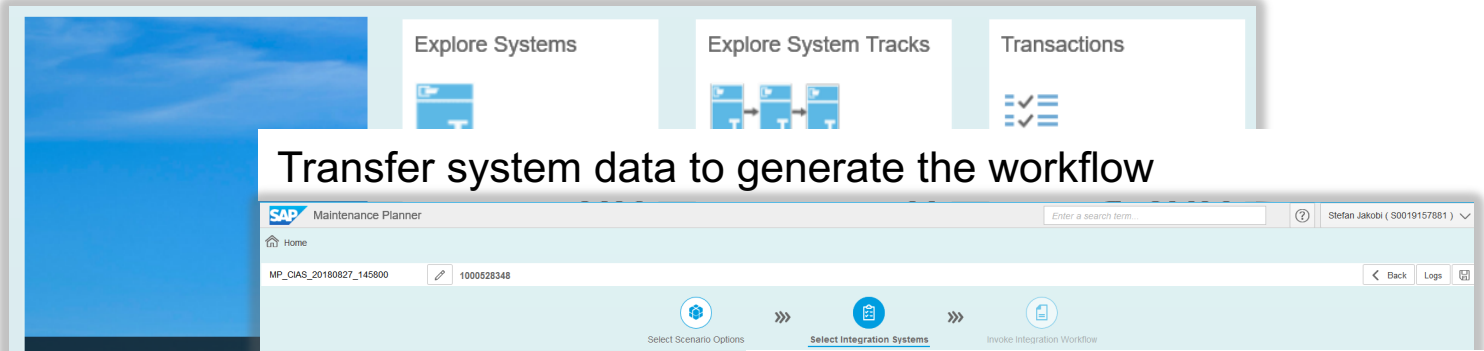 Explore Systems
Explore System Tracks
Transactions
Transfer system data to generate the workflow
SAP Maintenance Planner
Enter a search term...
? Stefan Jakobi ( S0019157881 )
Home
MP_CIAS_20180827_145800
1000528348
Back
Logs
Select Scenario Options
Select Integration Systems
Invoke Integration Workflow